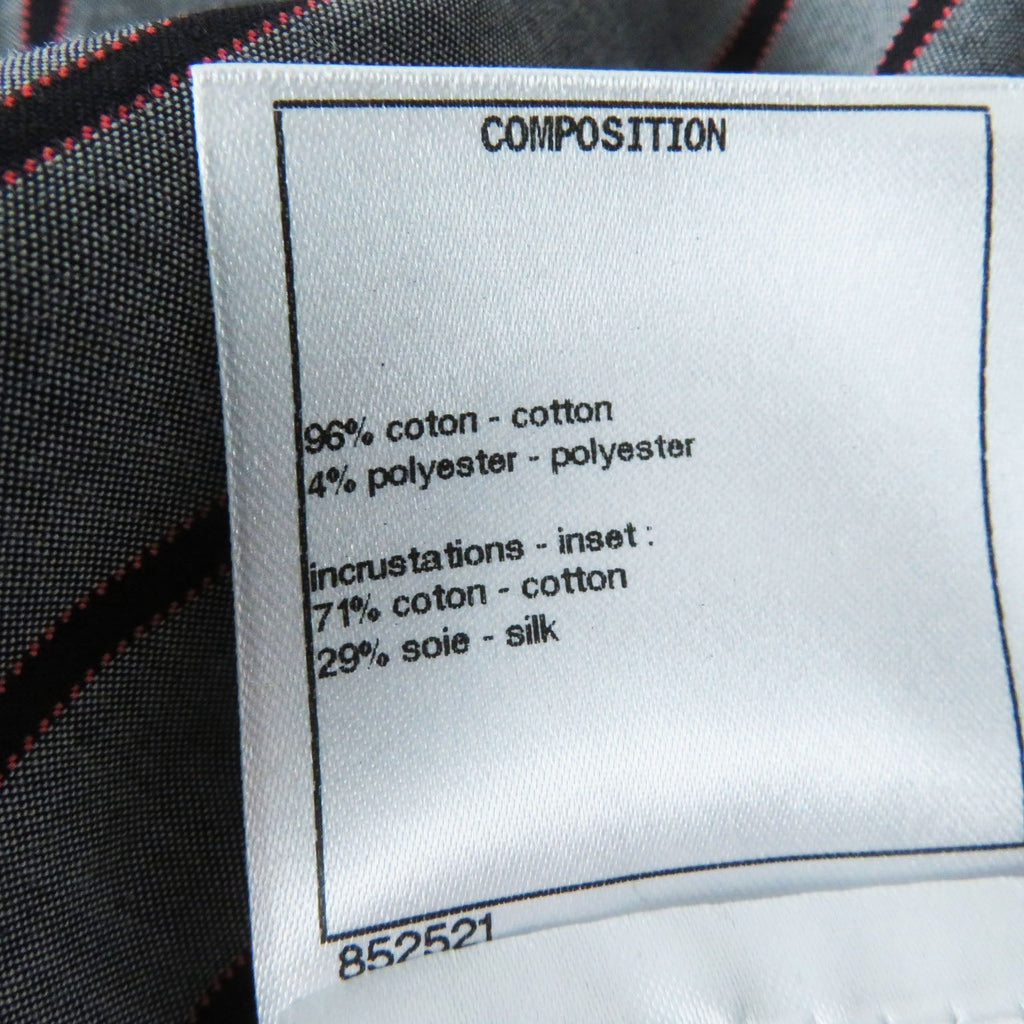 COMPOSITION
96% coton - cotton
4% polyester - polyester
incrustations - inset :
71% coton - cotton
29% soie - silk
852521